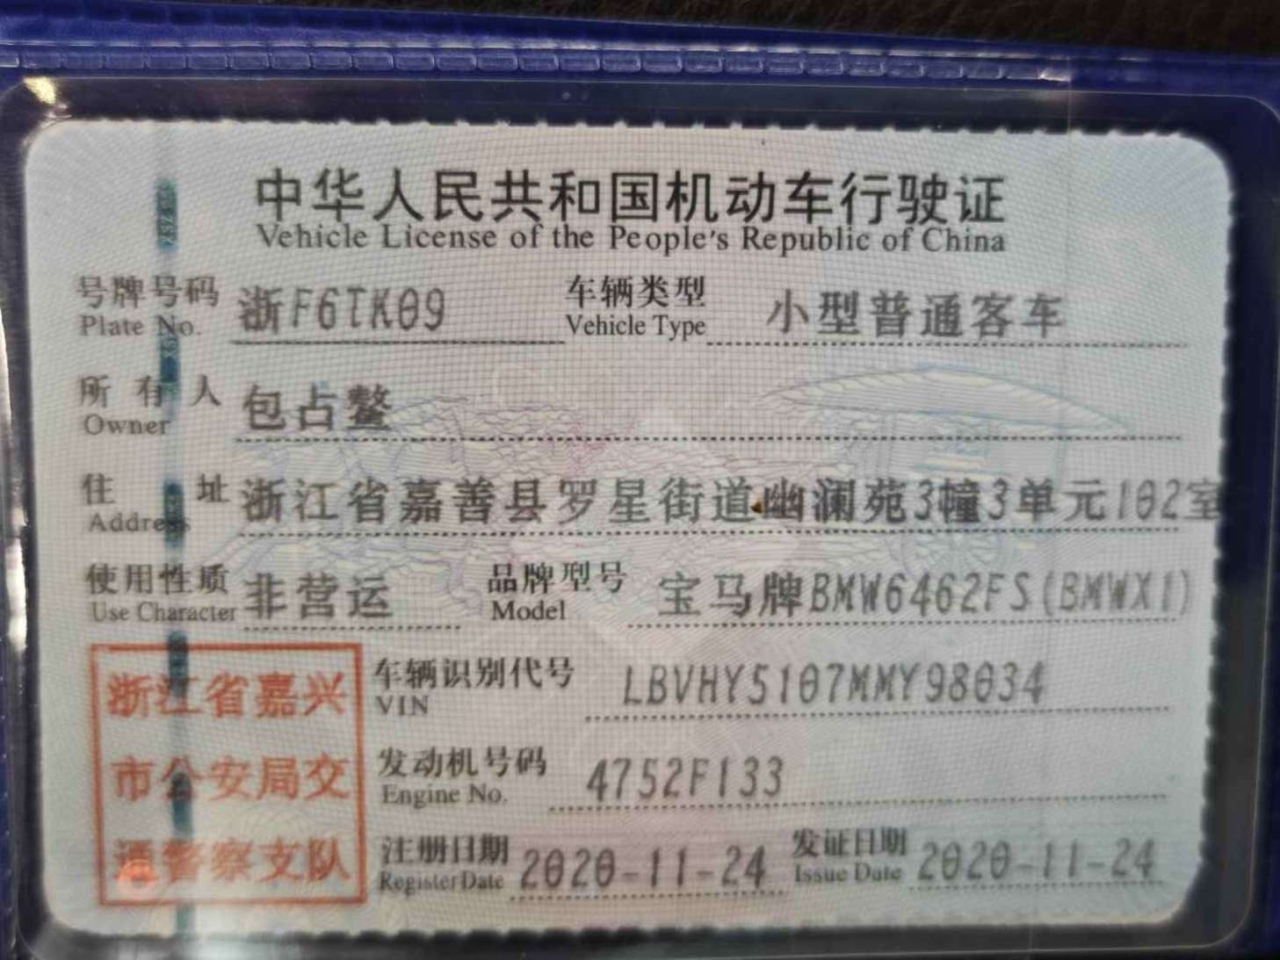 中华人民共和国机动车行驶证
Vehicle License of the People's Republic of China
号牌号码 浙F6TK09 车辆类型 小型普通客车
Plate No. Vehicle Type
所有人 包占鳌
Owner
住址 浙江省嘉善县罗星街道幽澜苑3幢3单元102室
Address
使用性质 非营运 品牌型号 宝马牌BMW6462FS(BMWX1)
Use Character Model
浙江省嘉兴
市公安局交
通警察支队
车辆识别代号 LBVHY5107MMY98034
VIN
发动机号码 4752F133
Engine No.
注册日期 2020-11-24 发证日期 2020-11-24
Register Date Issue Date